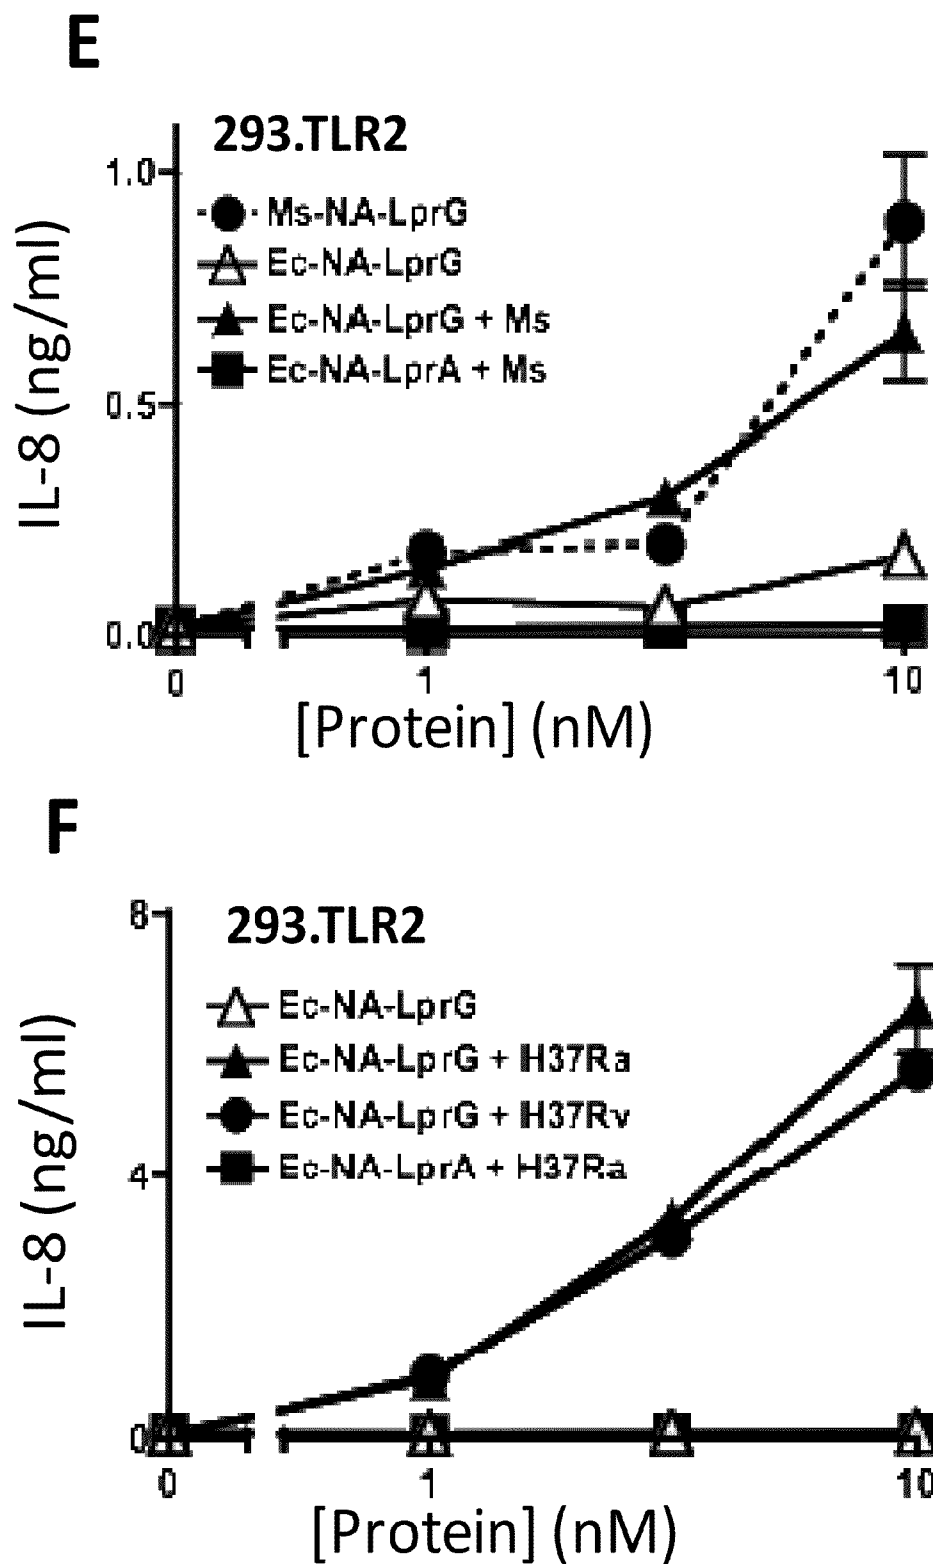 E
293.TLR2
1.0
Ms-NA-LprG
Ec-NA-LprG
Ec-NA-LprG + Ms
Ec-NA-LprA + Ms
0.5
0.0
IL-8 (ng/ml)
0 1 10
[Protein] (nM)
F
293.TLR2
8
Ec-NA-LprG
Ec-NA-LprG + H37Ra
Ec-NA-LprG + H37Rv
Ec-NA-LprA + H37Ra
4
0
IL-8 (ng/ml)
0 1 10
[Protein] (nM)